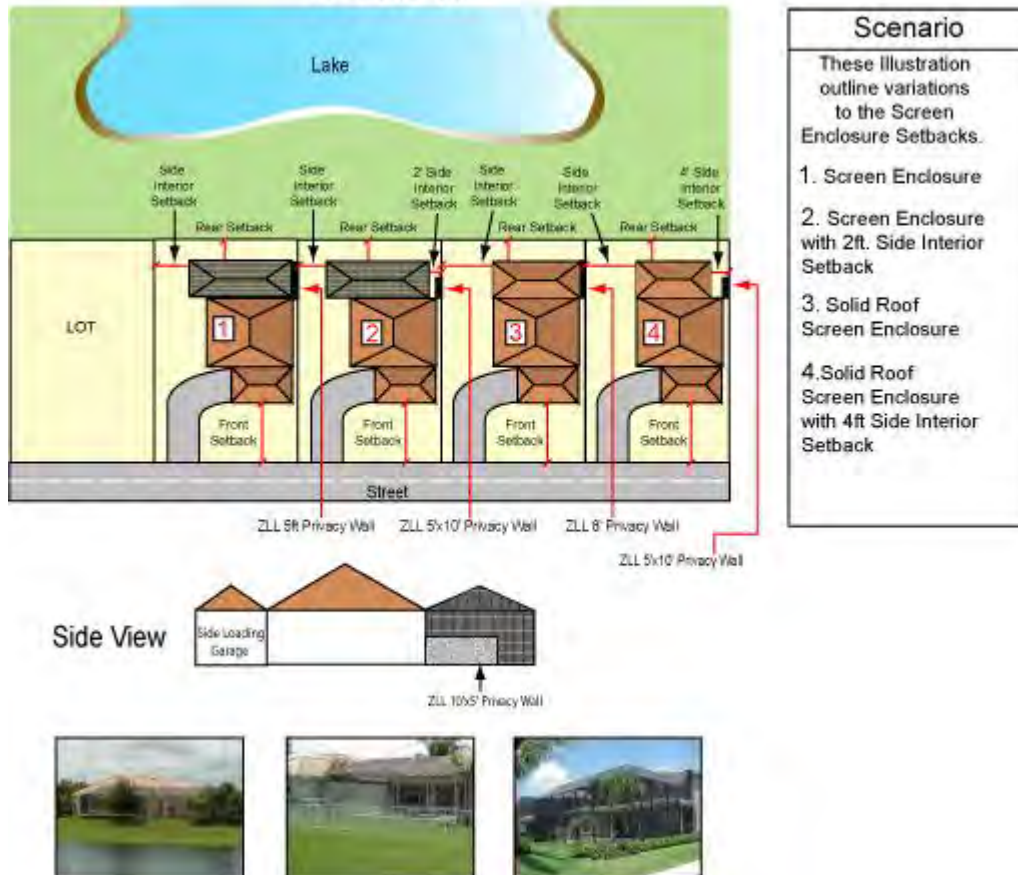 Lake
Side
Interior
Setback
Side
Interior
Setback
2' Side
Interior
Setback
Side
Interior
Setback
Side
Interior
Setback
4' Side
Interior
Setback
Rear Setback
Rear Setback
Rear Setback
Rear Setback
LOT
1
2
3
4
Front
Setback
Front
Setback
Front
Setback
Front
Setback
Street
ZLL 5ft Privacy Wall
ZLL 5'x10' Privacy Wall
ZLL 6' Privacy Wall
ZLL 5'x10' Privacy Wall
Scenario
These Illustration
outline variations
to the Screen
Enclosure Setbacks.
1. Screen Enclosure
2. Screen Enclosure
with 2ft. Side Interior
Setback
3. Solid Roof
Screen Enclosure
4.Solid Roof
Screen Enclosure
with 4ft Side Interior
Setback
Side View
Side Loading
Garage
ZLL 10'x5' Privacy Wall